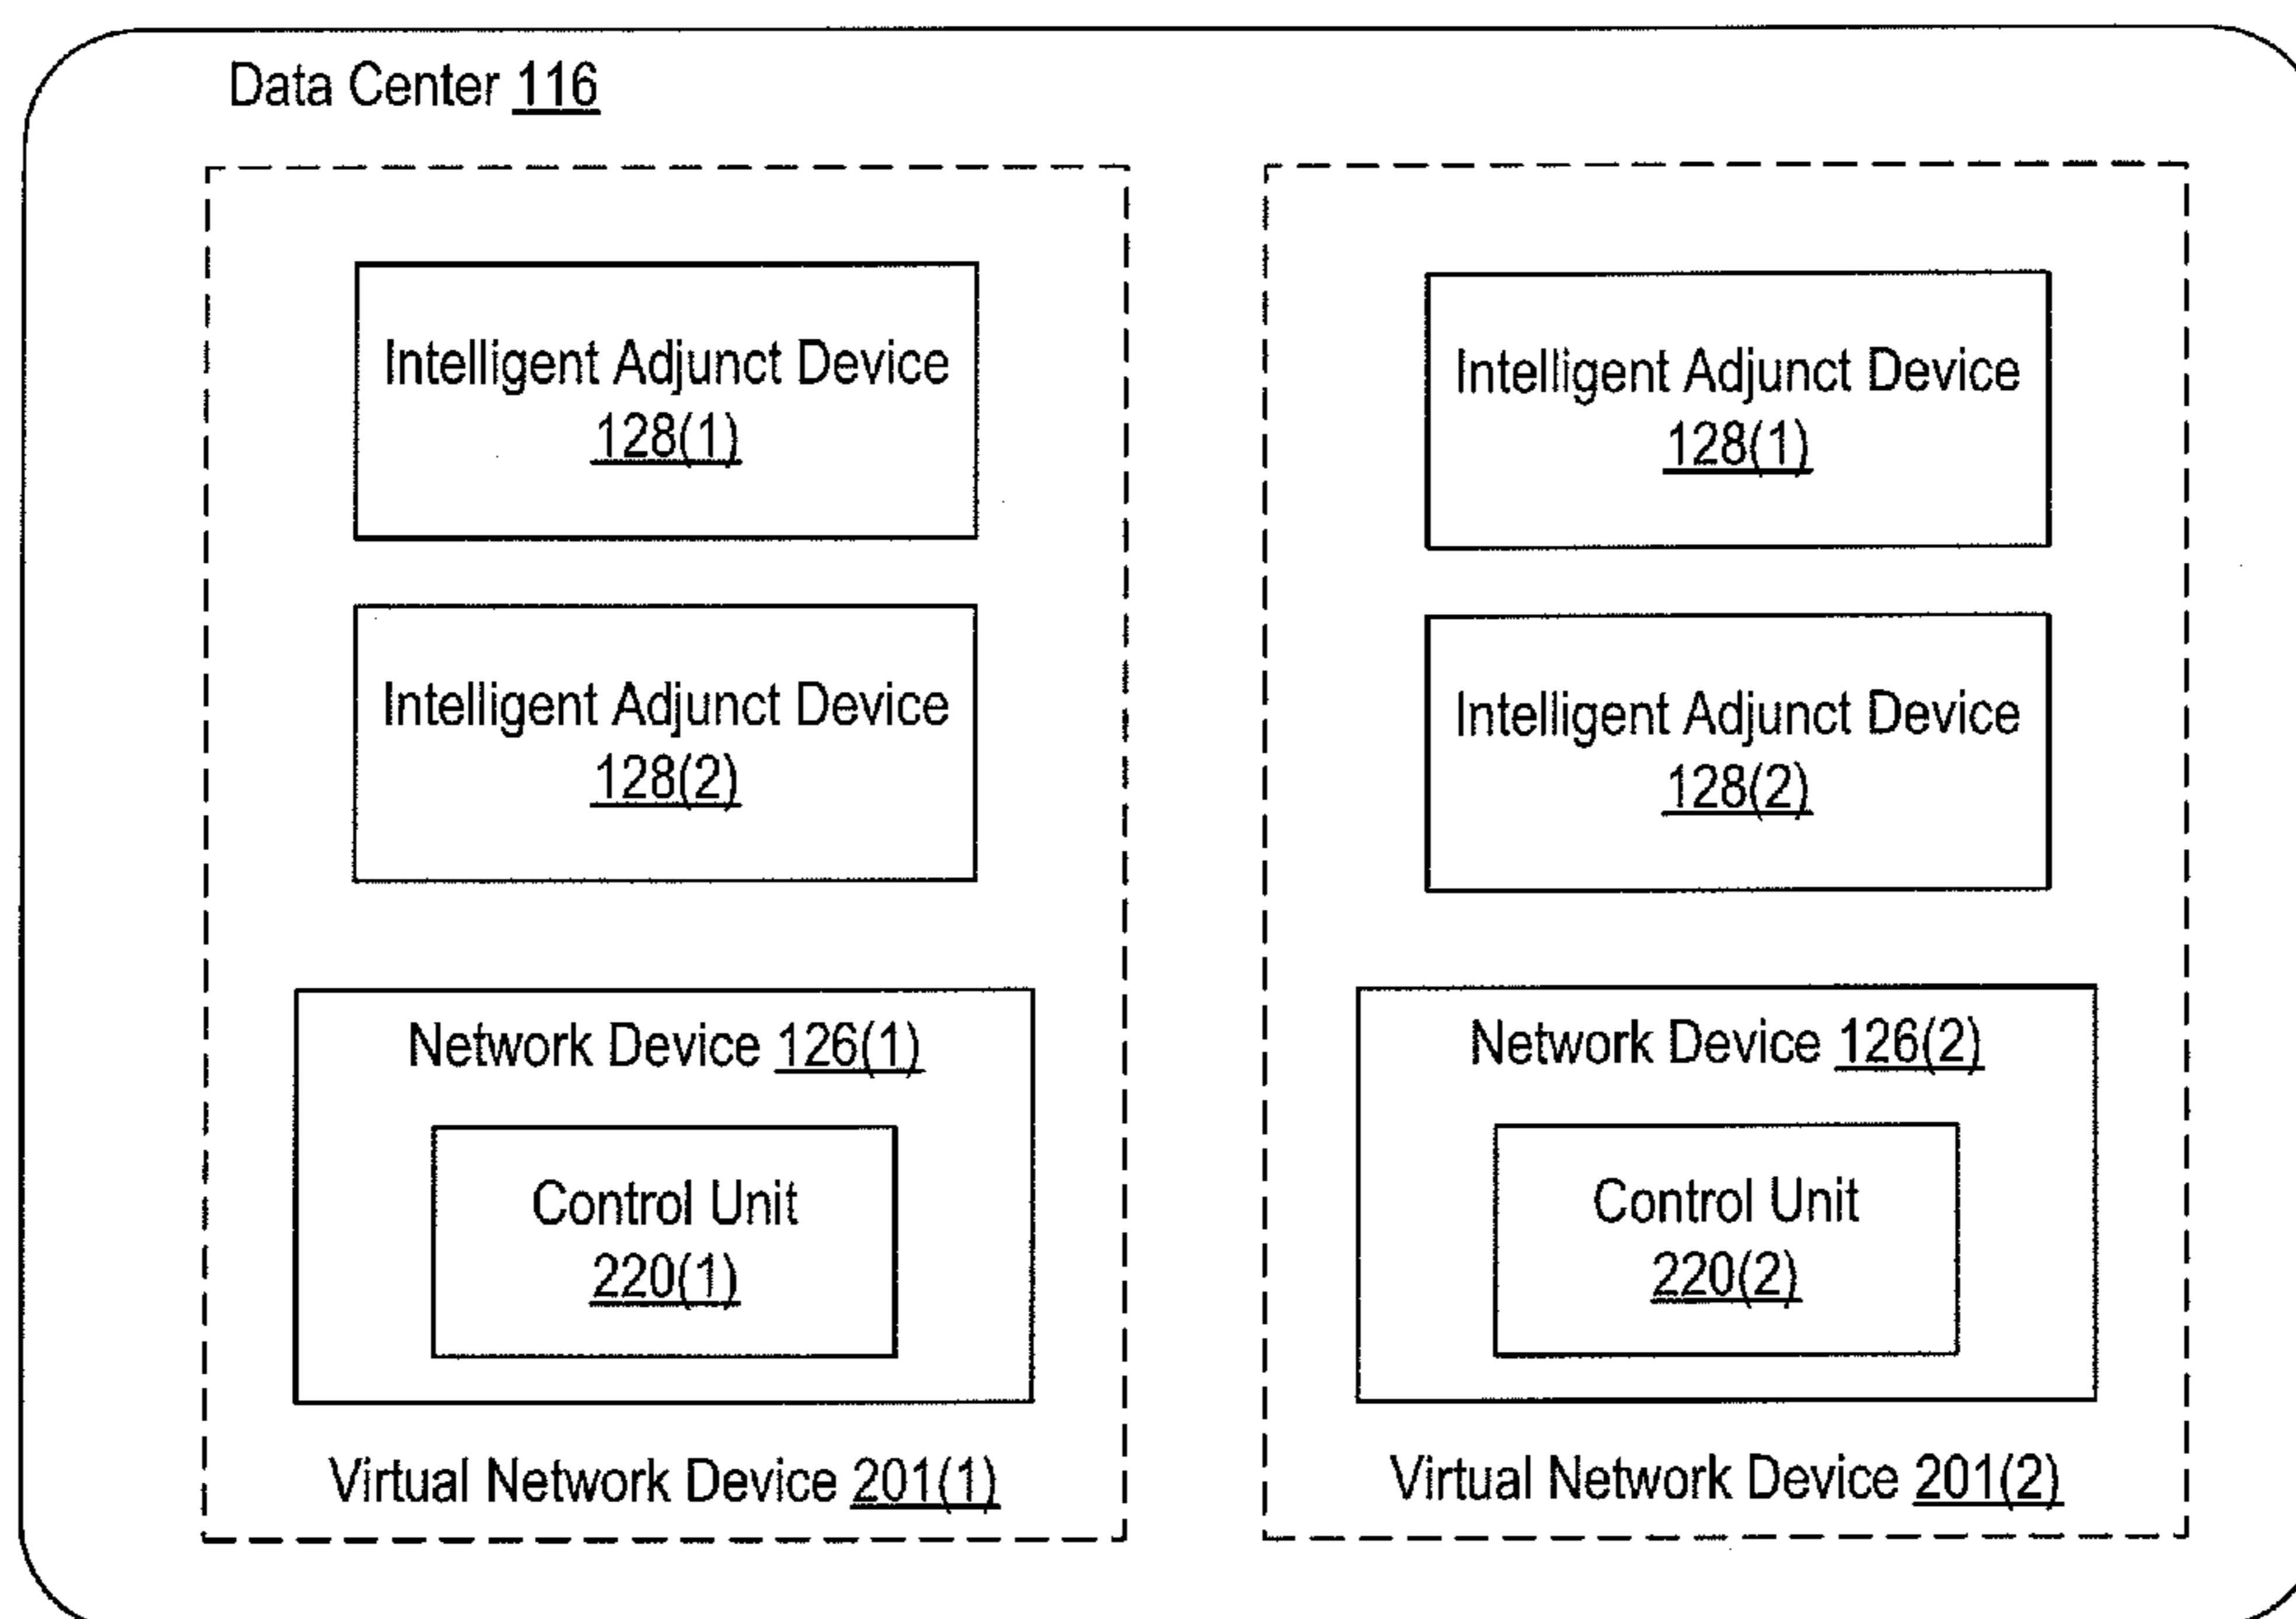 Data Center 116
Intelligent Adjunct Device
128(1)
Intelligent Adjunct Device
128(2)
Network Device 126(1)
Control Unit
220(1)
Virtual Network Device 201(1)
Intelligent Adjunct Device
128(1)
Intelligent Adjunct Device
128(2)
Network Device 126(2)
Control Unit
220(2)
Virtual Network Device 201(2)